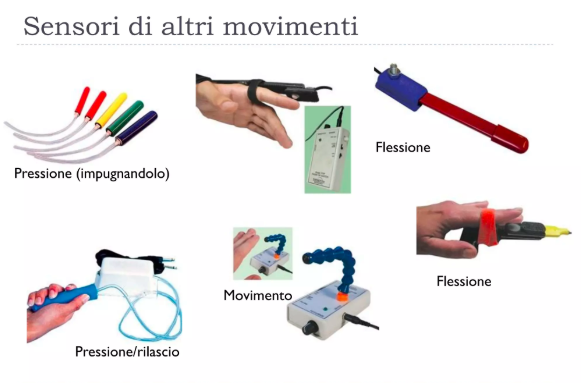 Sensori di altri movimenti
Flessione
Pressione (impugnandolo)
Flessione
Movimento
Pressione/rilascio